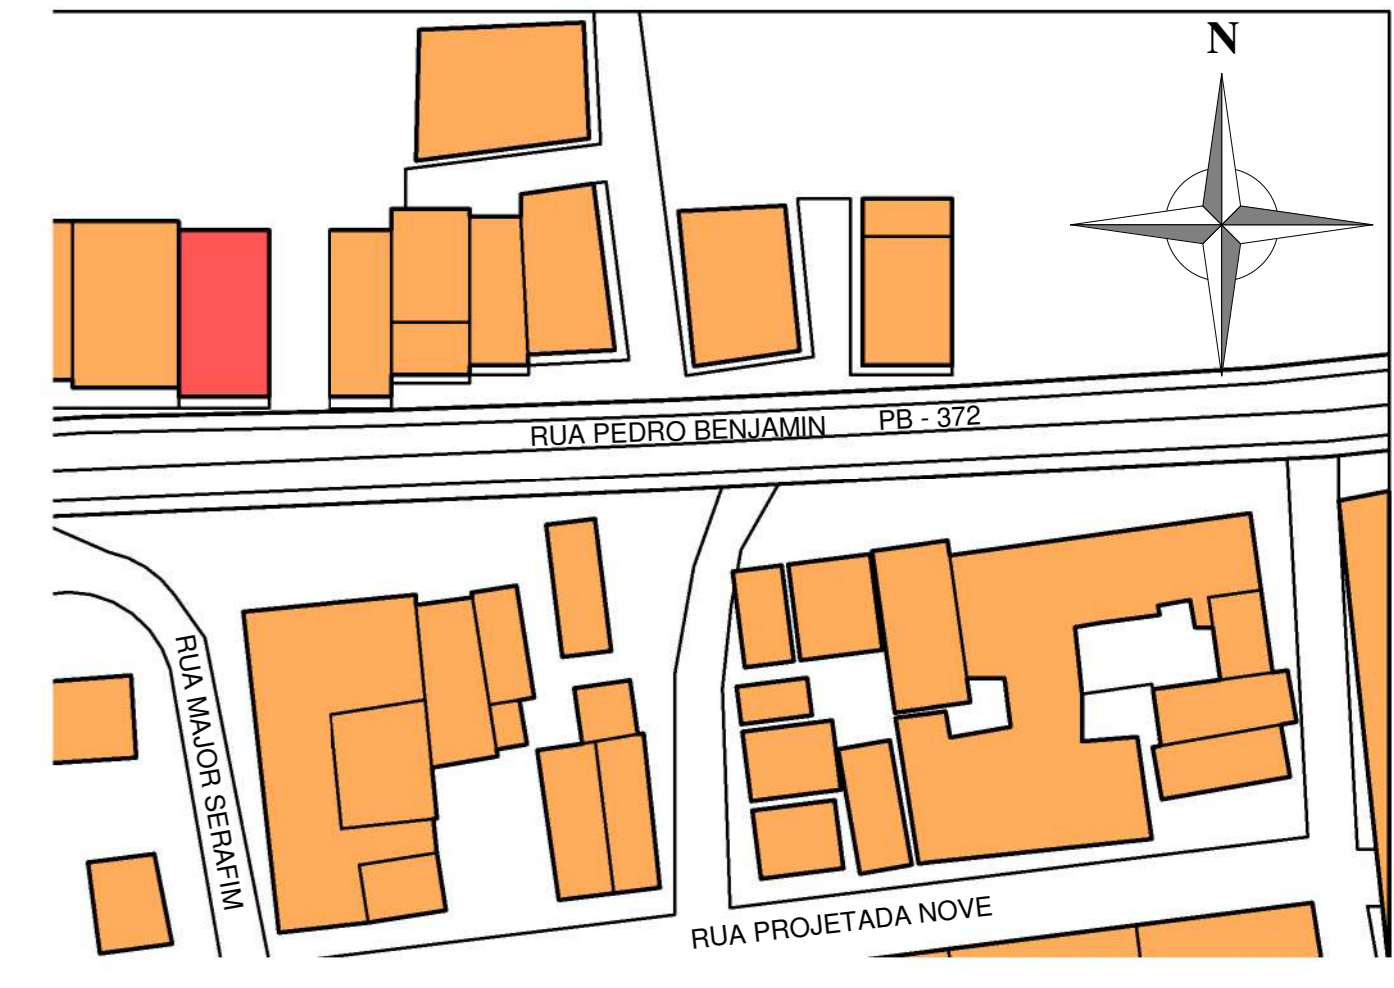 N
RUA PEDRO BENJAMIN PB - 372
RUA MAJOR SERAFIM
RUA PROJETADA NOVE